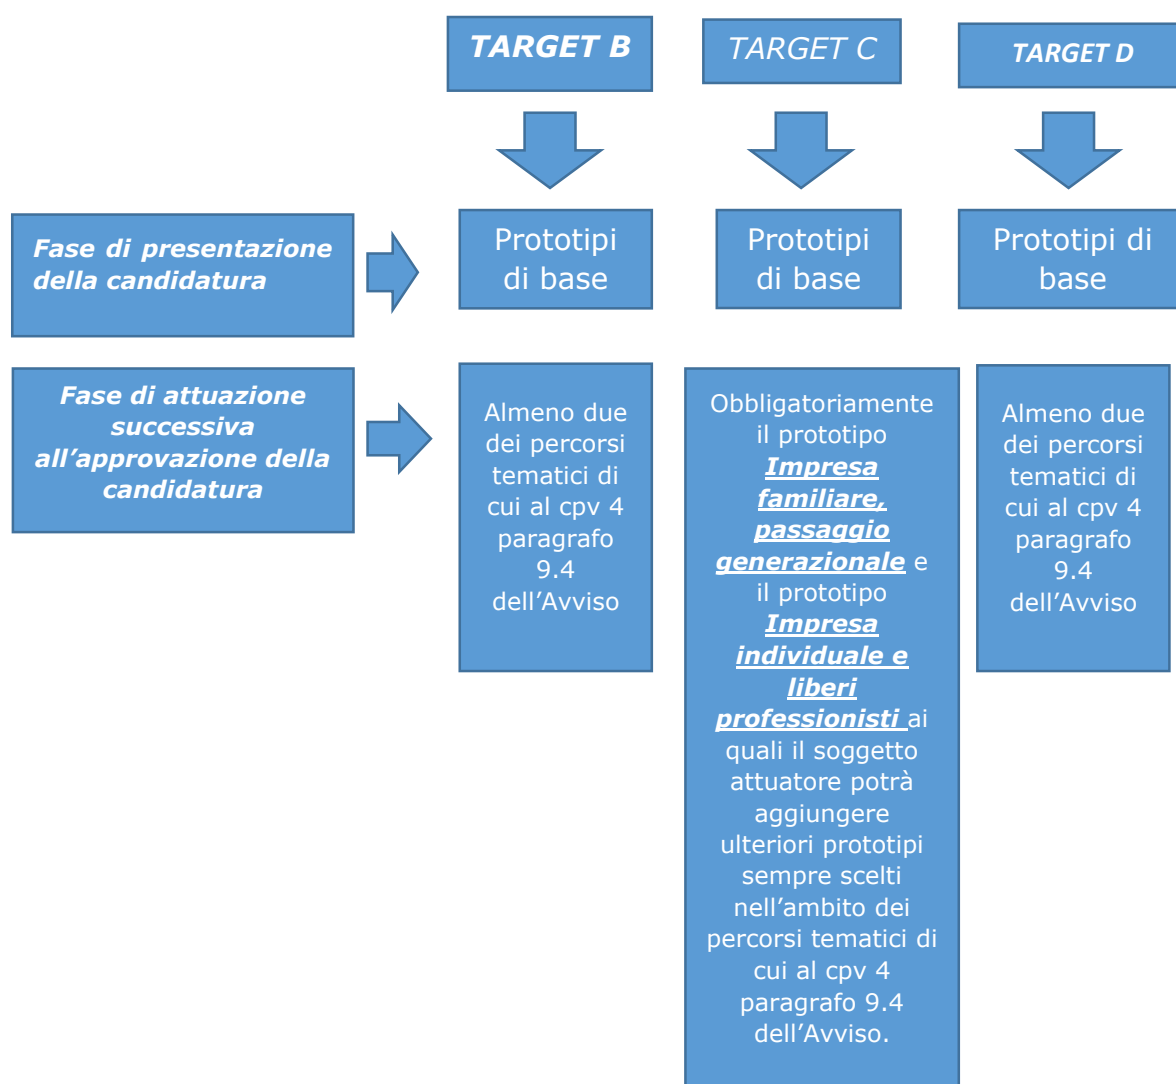 TARGET B
TARGET C
TARGET D
Fase di presentazione
della candidatura
Prototipi
di base
Prototipi
di base
Prototipi di
base
Fase di attuazione
successiva
all’approvazione della
candidatura
Almeno due
dei percorsi
tematici di
cui al cpv 4
paragrafo
9.4
dell’Avviso
Obbligatoriamente
il prototipo
Impresa
familiare,
passaggio
generazionale e
il prototipo
Impresa
individuale e
liberi
professionisti ai
quali il soggetto
attuatore potrà
aggiungere
ulteriori prototipi
sempre scelti
nell’ambito dei
percorsi tematici di
cui al cpv 4
paragrafo 9.4
dell’Avviso.
Almeno due
dei percorsi
tematici di
cui al cpv 4
paragrafo
9.4
dell’Avviso